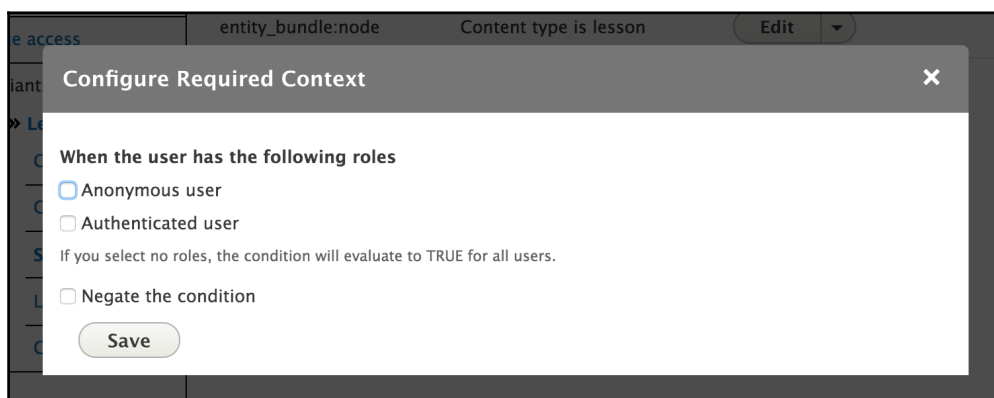 entity_bundle:node Content type is lesson Edit
e access
Configure Required Context
iant
» Le
When the user has the following roles
C
Anonymous user
C
Authenticated user
S
If you select no roles, the condition will evaluate to TRUE for all users.
L
Negate the condition
C
Save